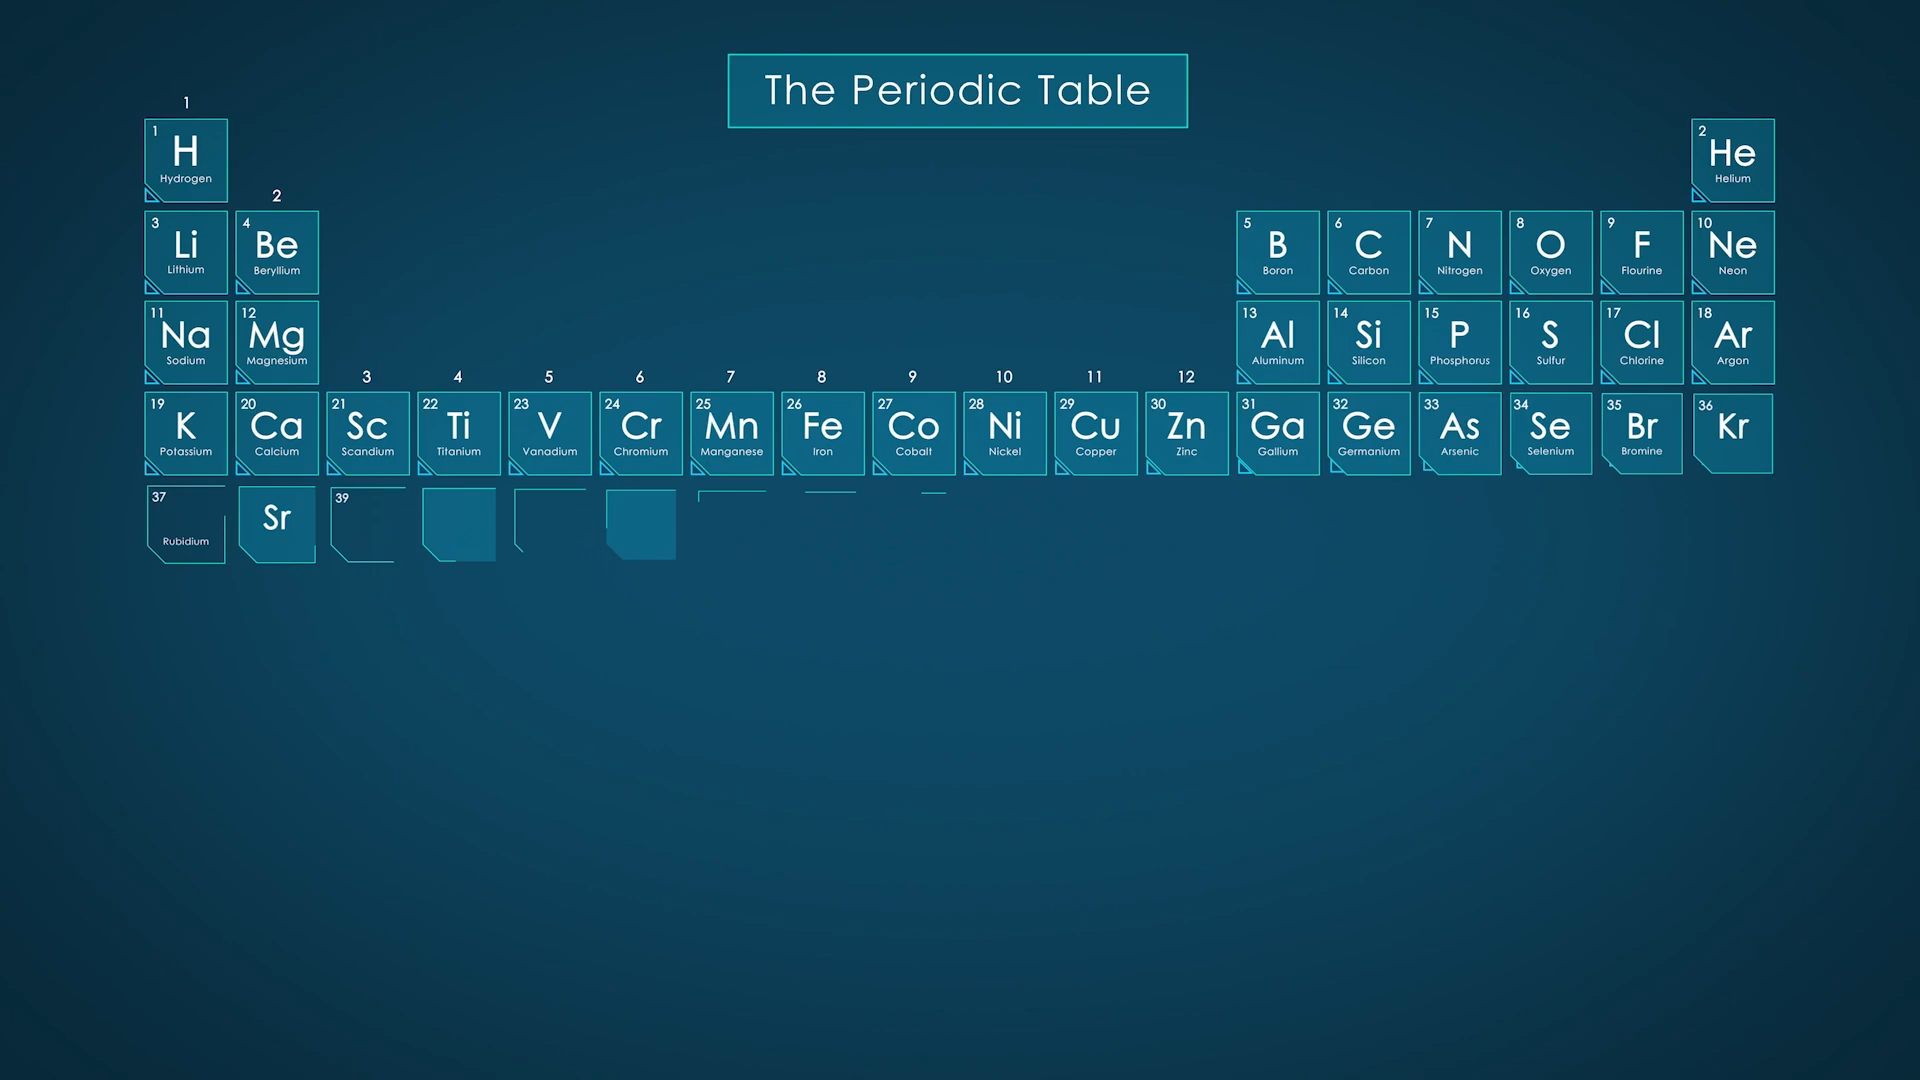 The Periodic Table
1
1 H Hydrogen
2 He Helium
2
3 Li Lithium
4 Be Beryllium
5 B Boron
6 C Carbon
7 N Nitrogen
8 O Oxygen
9 F Flourine
10 Ne Neon
11 Na Sodium
12 Mg Magnesium
13 Al Aluminum
14 Si Silicon
15 P Phosphorus
16 S Sulfur
17 Cl Chlorine
18 Ar Argon
3 4 5 6 7 8 9 10 11 12
19 K Potassium
20 Ca Calcium
21 Sc Scandium
22 Ti Titanium
23 V Vanadium
24 Cr Chromium
25 Mn Manganese
26 Fe Iron
27 Co Cobalt
28 Ni Nickel
29 Cu Copper
30 Zn Zinc
31 Ga Gallium
32 Ge Germanium
33 As Arsenic
34 Se Selenium
35 Br Bromine
36 Kr
37 Rubidium
Sr
39